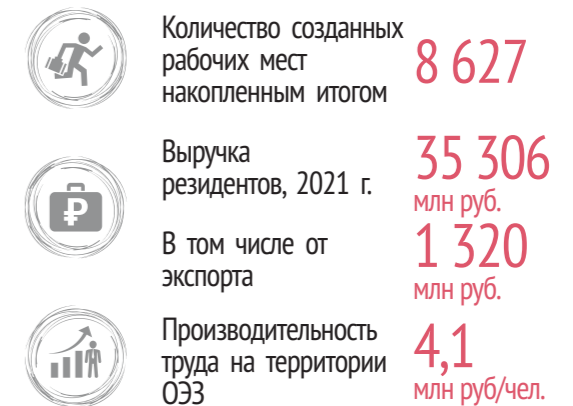 Количество созданных
рабочих мест
накопленным итогом
8 627
Выручка
резидентов, 2021 г.
35 306
млн руб.
В том числе от
экспорта
1 320
млн руб.
Производительность
труда на территории
ОЭЗ
4,1
млн руб/чел.